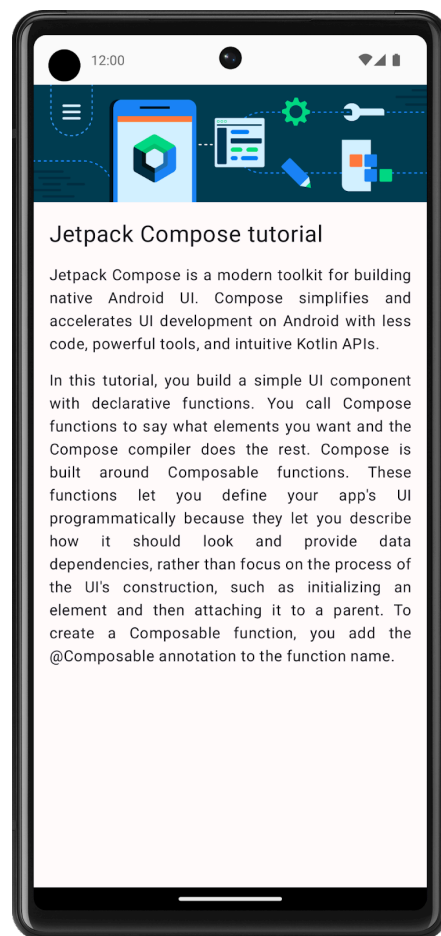 12:00
Jetpack Compose tutorial
Jetpack Compose is a modern toolkit for building
native Android UI. Compose simplifies and
accelerates UI development on Android with less
code, powerful tools, and intuitive Kotlin APIs.
In this tutorial, you build a simple UI component
with declarative functions. You call Compose
functions to say what elements you want and the
Compose compiler does the rest. Compose is
built around Composable functions. These
functions let you define your app's UI
programmatically because they let you describe
how it should look and provide data
dependencies, rather than focus on the process of
the UI's construction, such as initializing an
element and then attaching it to a parent. To
create a Composable function, you add the
@Composable annotation to the function name.